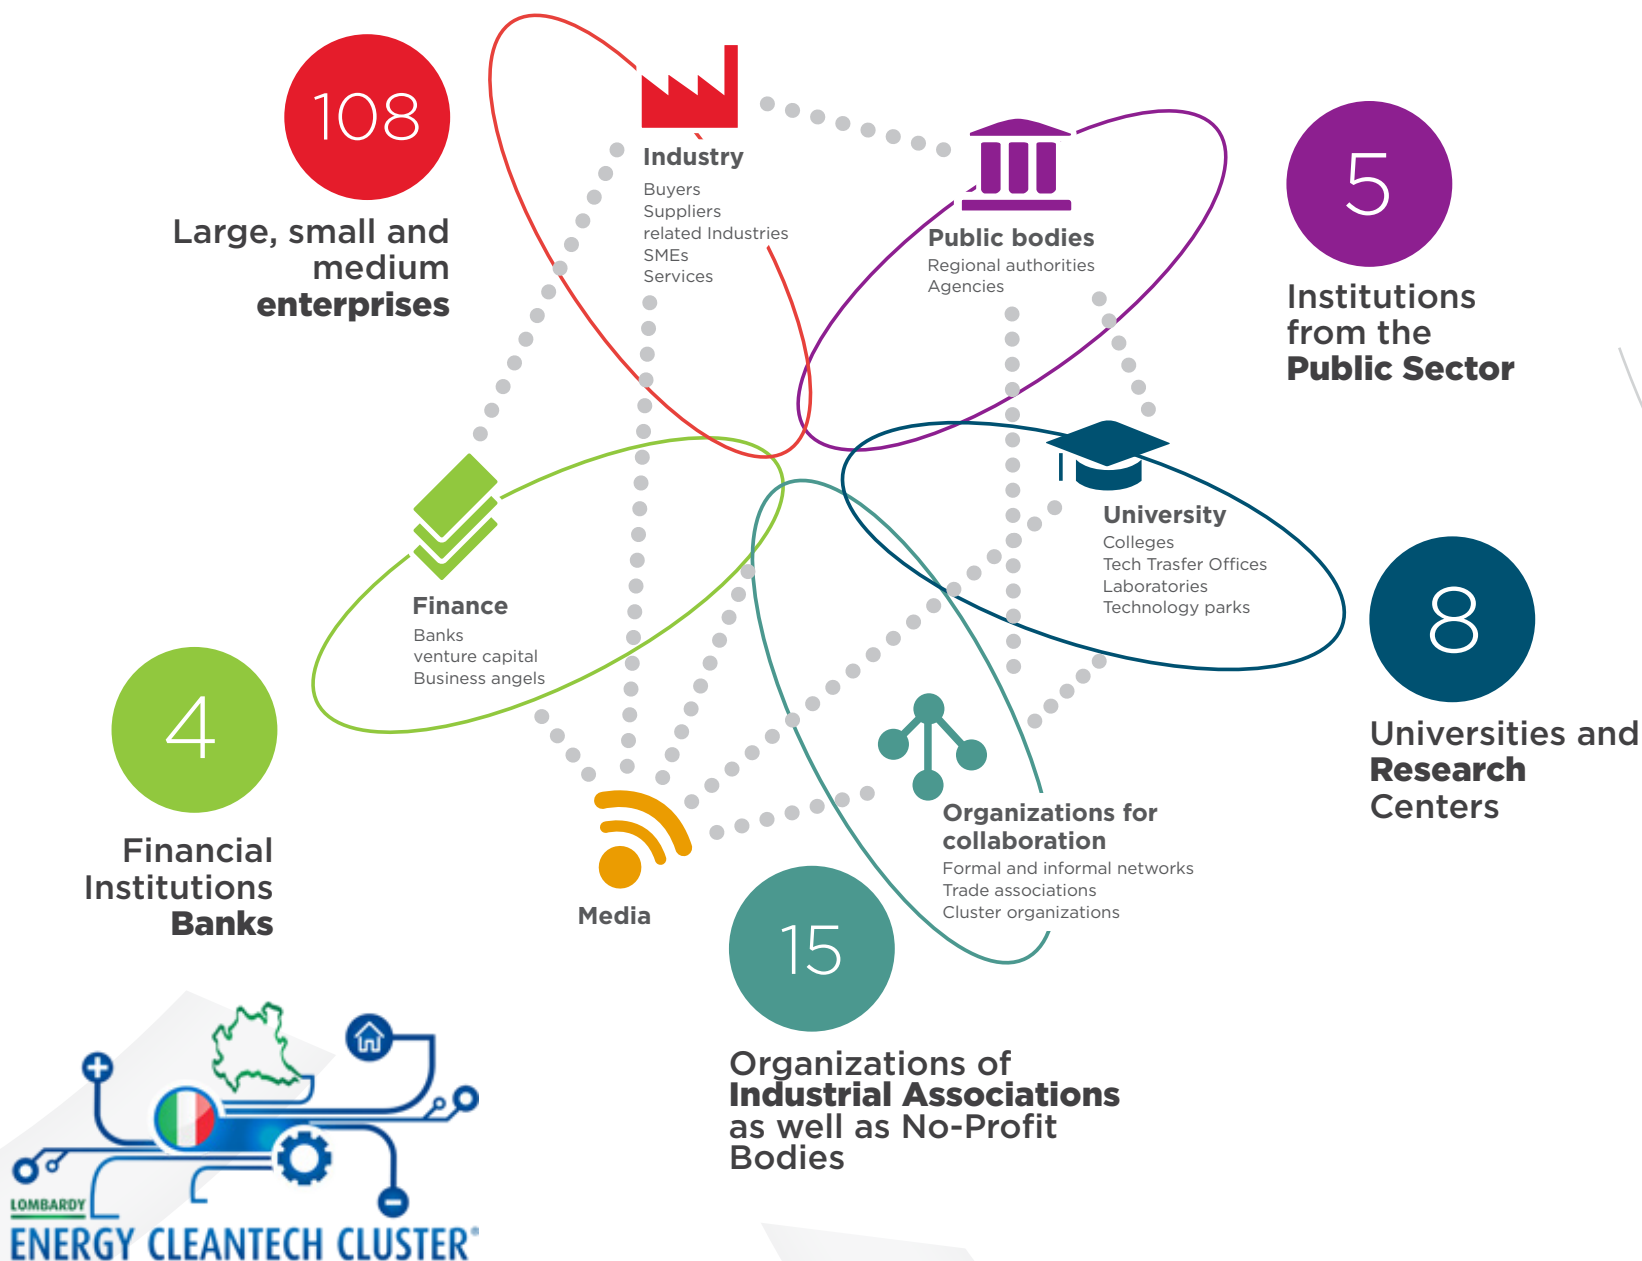 108
Large, small and
medium
enterprises
Industry
Buyers
Suppliers
related Industries
SMEs
Services
Public bodies
Regional authorities
Agencies
5
Institutions
from the
Public Sector
University
Colleges
Tech Trasfer Offices
Laboratories
Technology parks
8
Universities and
Research
Centers
Finance
Banks
venture capital
Business angels
4
Financial
Institutions
Banks
Media
Organizations for
collaboration
Formal and informal networks
Trade associations
Cluster organizations
15
Organizations of
Industrial Associations
as well as No-Profit
Bodies
LOMBARDY
ENERGY CLEANTECH CLUSTER®